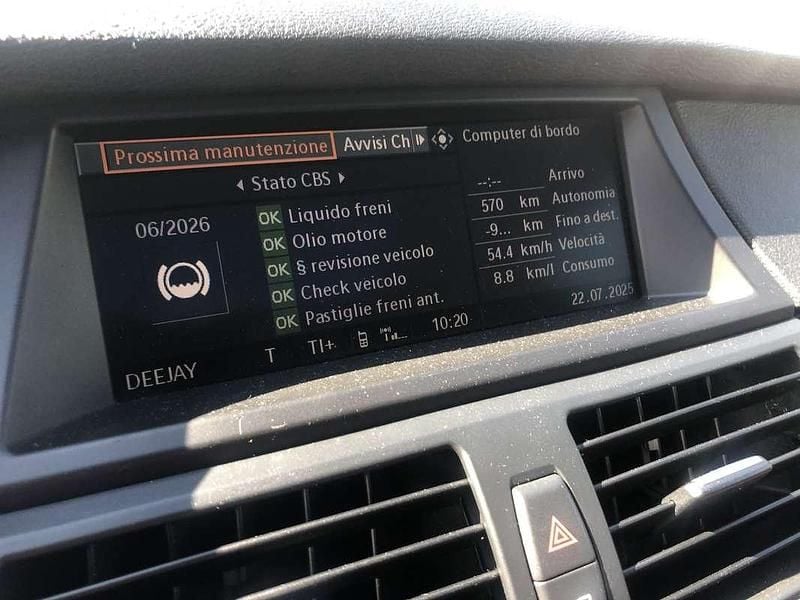 Prossima manutenzione Avvisi Ch
Stato CBS
06/2026
OK Liquido freni
OK Olio motore
OK § revisione veicolo
OK Check veicolo
OK Pastiglie freni ant.
Computer di bordo
--:-- Arrivo
570 km Autonomia
-9... km Fino a dest.
54.4 km/h Velocità
8.8 km/l Consumo
22.07.2025
DEEJAY T TI+ 10:20